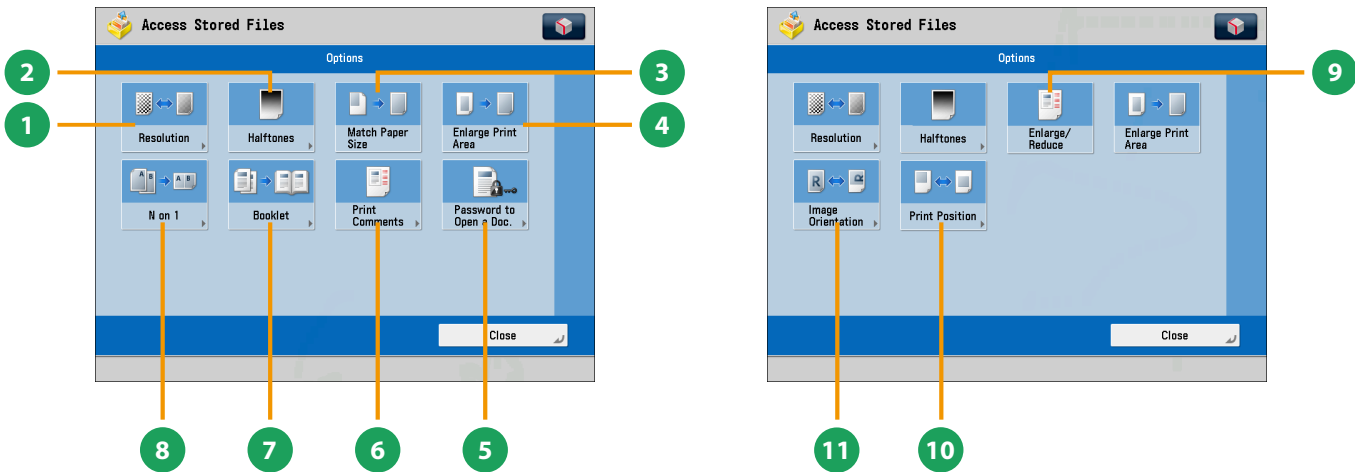 Access Stored Files
Options
2
1
3
4
Resolution
Halftones
Match Paper
Size
Enlarge Print
Area
A B
A B
N on 1
Booklet
Print
Comments
Password to
Open a Doc.
Close
8
7
6
5
Access Stored Files
Options
9
Resolution
Halftones
Enlarge/
Reduce
Enlarge Print
Area
R
R
Image
Orientation
Print Position
Close
11
10